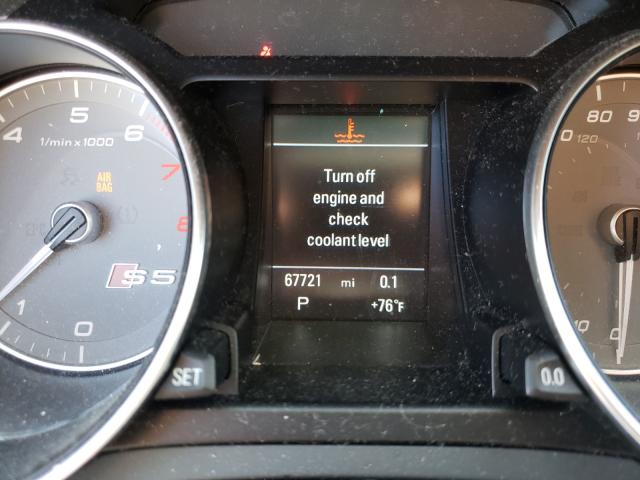 4 5 6 7 8
1/min x 1000
AIR
BAG
S5
1 0
Turn off
engine and
check
coolant level
67721 mi 0.1
P +76°F
SET
0.0
80
120
0